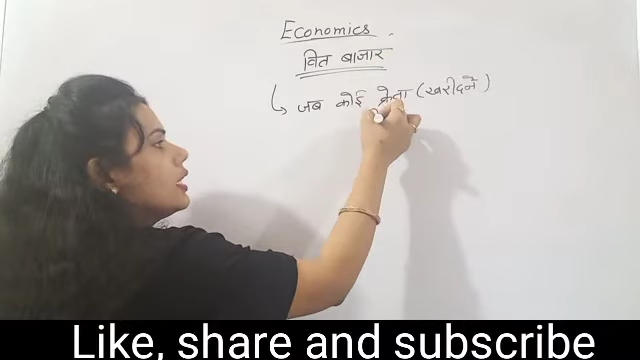 Economics
वित बाजार
जब कोई क्रेता (खरीदने)
Like, share and subscribe